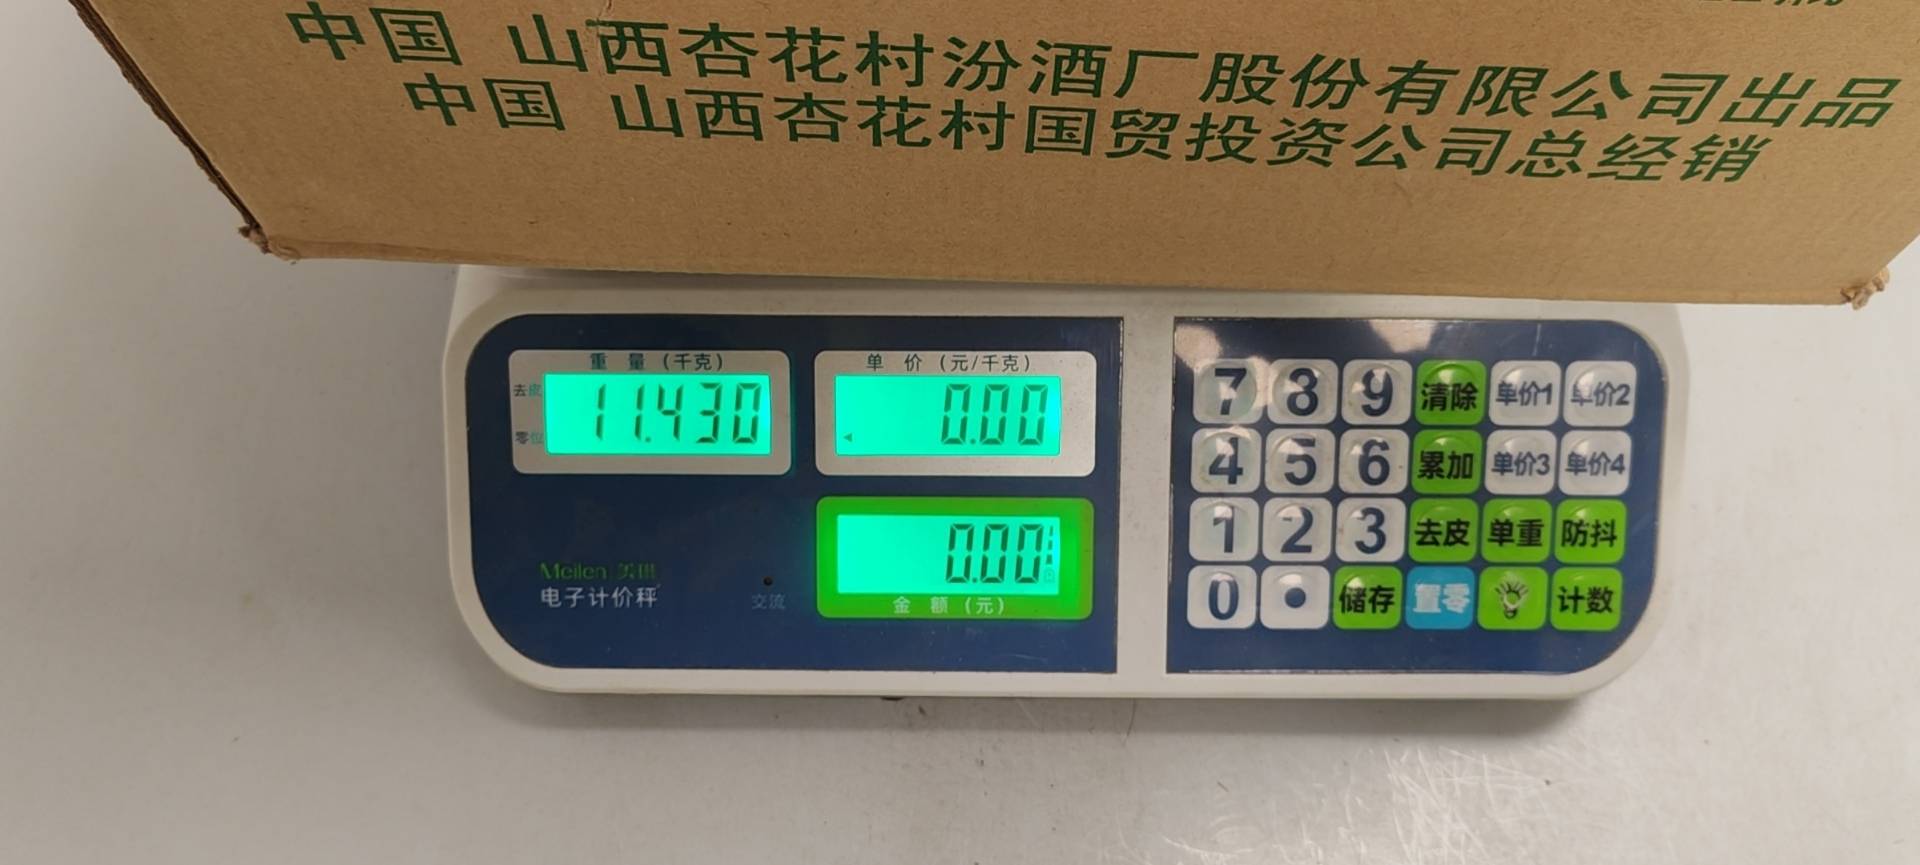 中国 山西杏花村汾酒厂股份有限公司出品
中国 山西杏花村国贸投资公司总经销
重 量 (千克)
单 价 (元/千克)
去皮
11.430
0.00
零位
0.00
金 额 (元)
Meilen
电子计价秤
交流
7 8 9 清除 单价1 单价2
4 5 6 累加 单价3 单价4
1 2 3 去皮 单重 防抖
0 • 储存 置零 计数